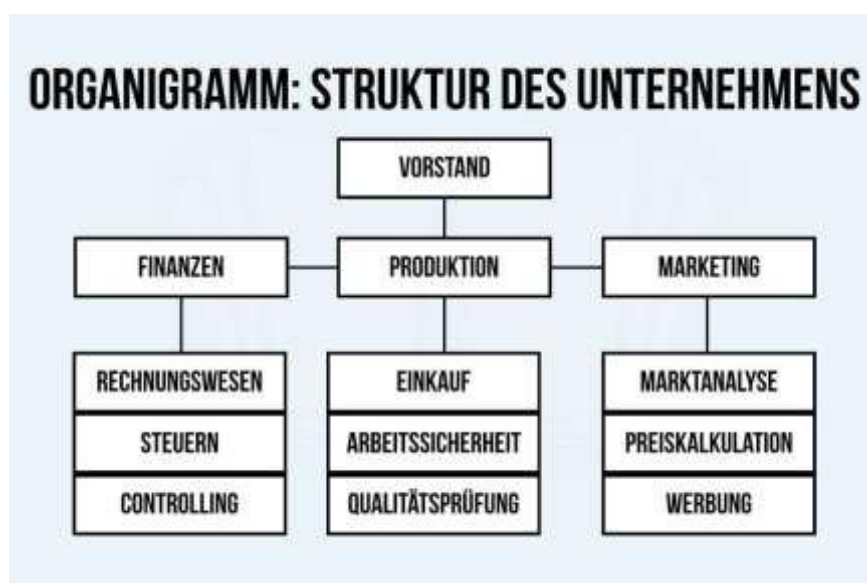 ORGANIGRAMM: STRUKTUR DES UNTERNEHMENS
VORSTAND
FINANZEN
PRODUKTION
MARKETING
RECHNUNGSWESEN
EINKAUF
MARKTANALYSE
STEUERN
ARBEITSSICHERHEIT
PREISKALKULATION
CONTROLLING
QUALITÄTSPRÜFUNG
WERBUNG